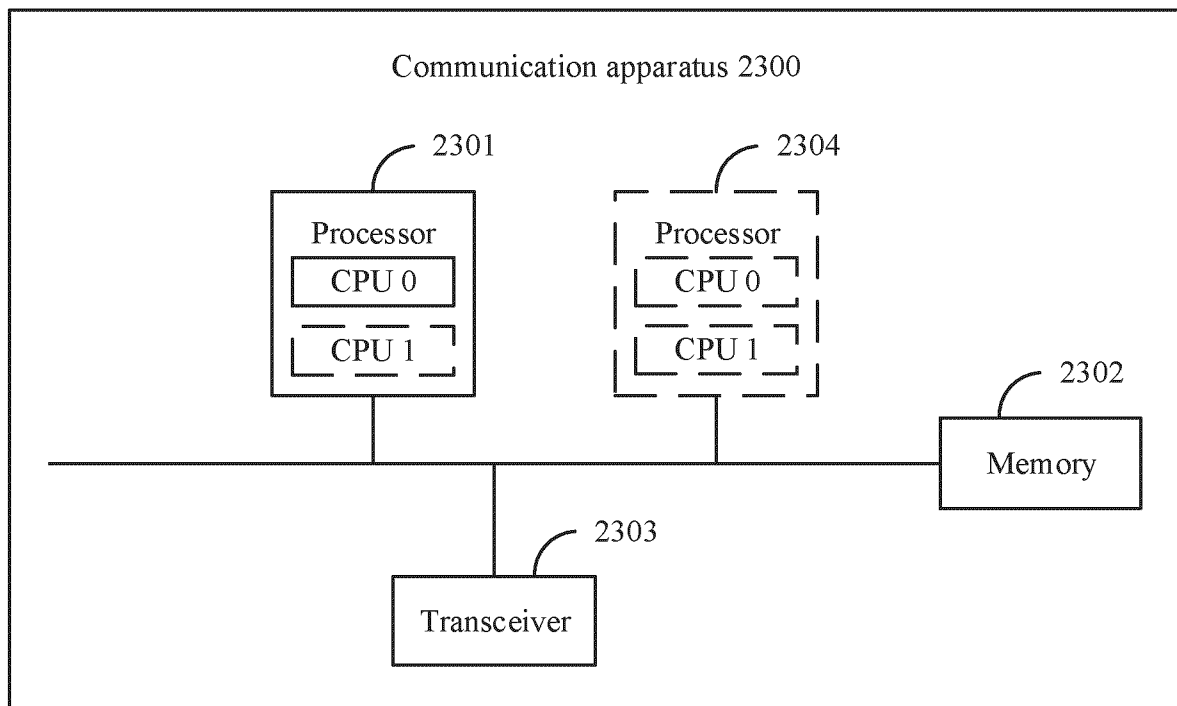 Communication apparatus 2300
2301
2304
Processor
CPU 0
CPU 1
Processor
CPU 0
CPU 1
2302
Memory
2303
Transceiver